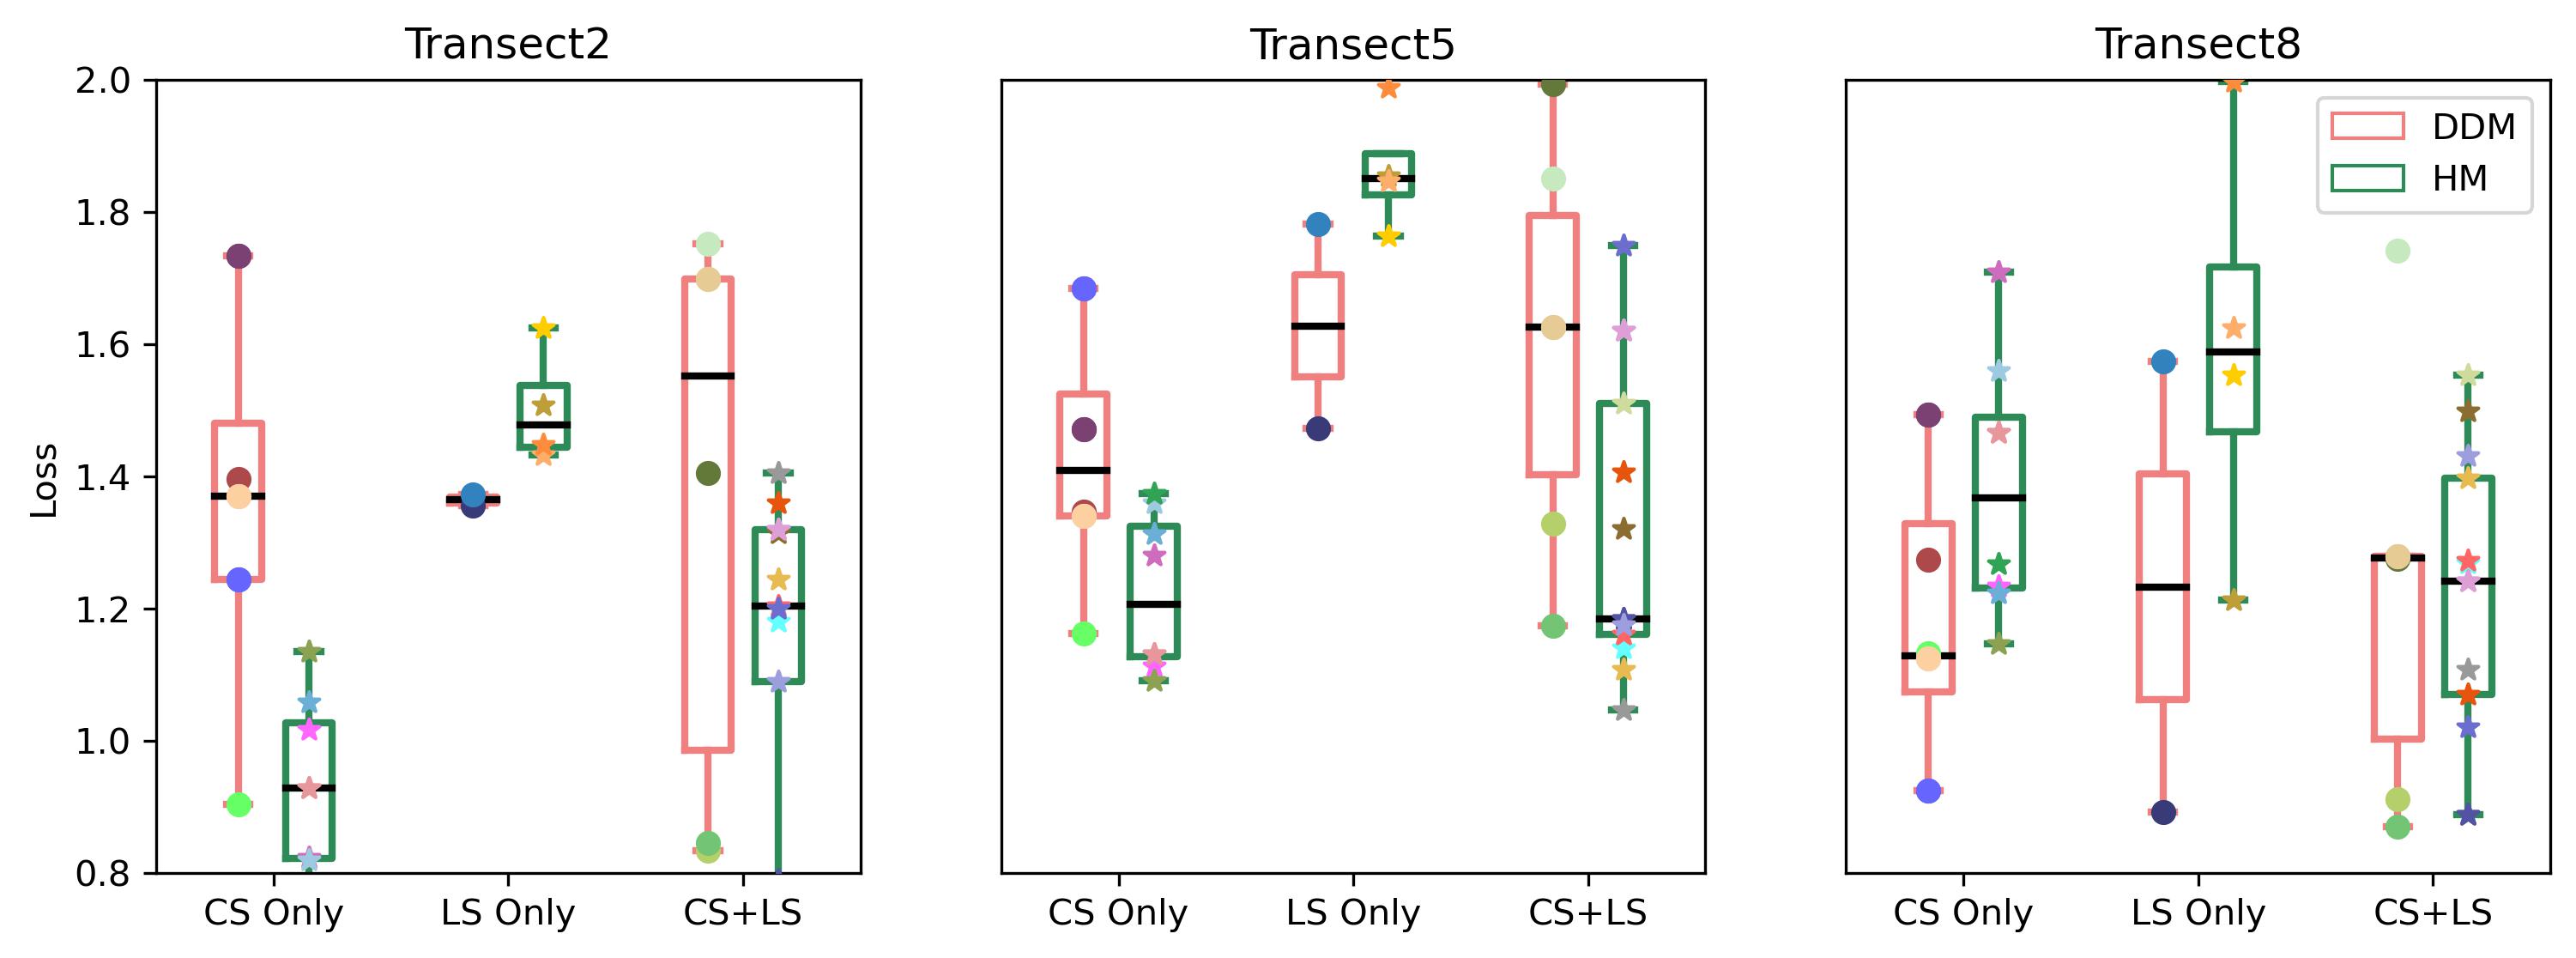 Transect2
Transect5
Transect8
Loss
2.0
1.8
1.6
1.4
1.2
1.0
0.8
DDM
HM
CS Only
LS Only
CS+LS
CS Only
LS Only
CS+LS
CS Only
LS Only
CS+LS